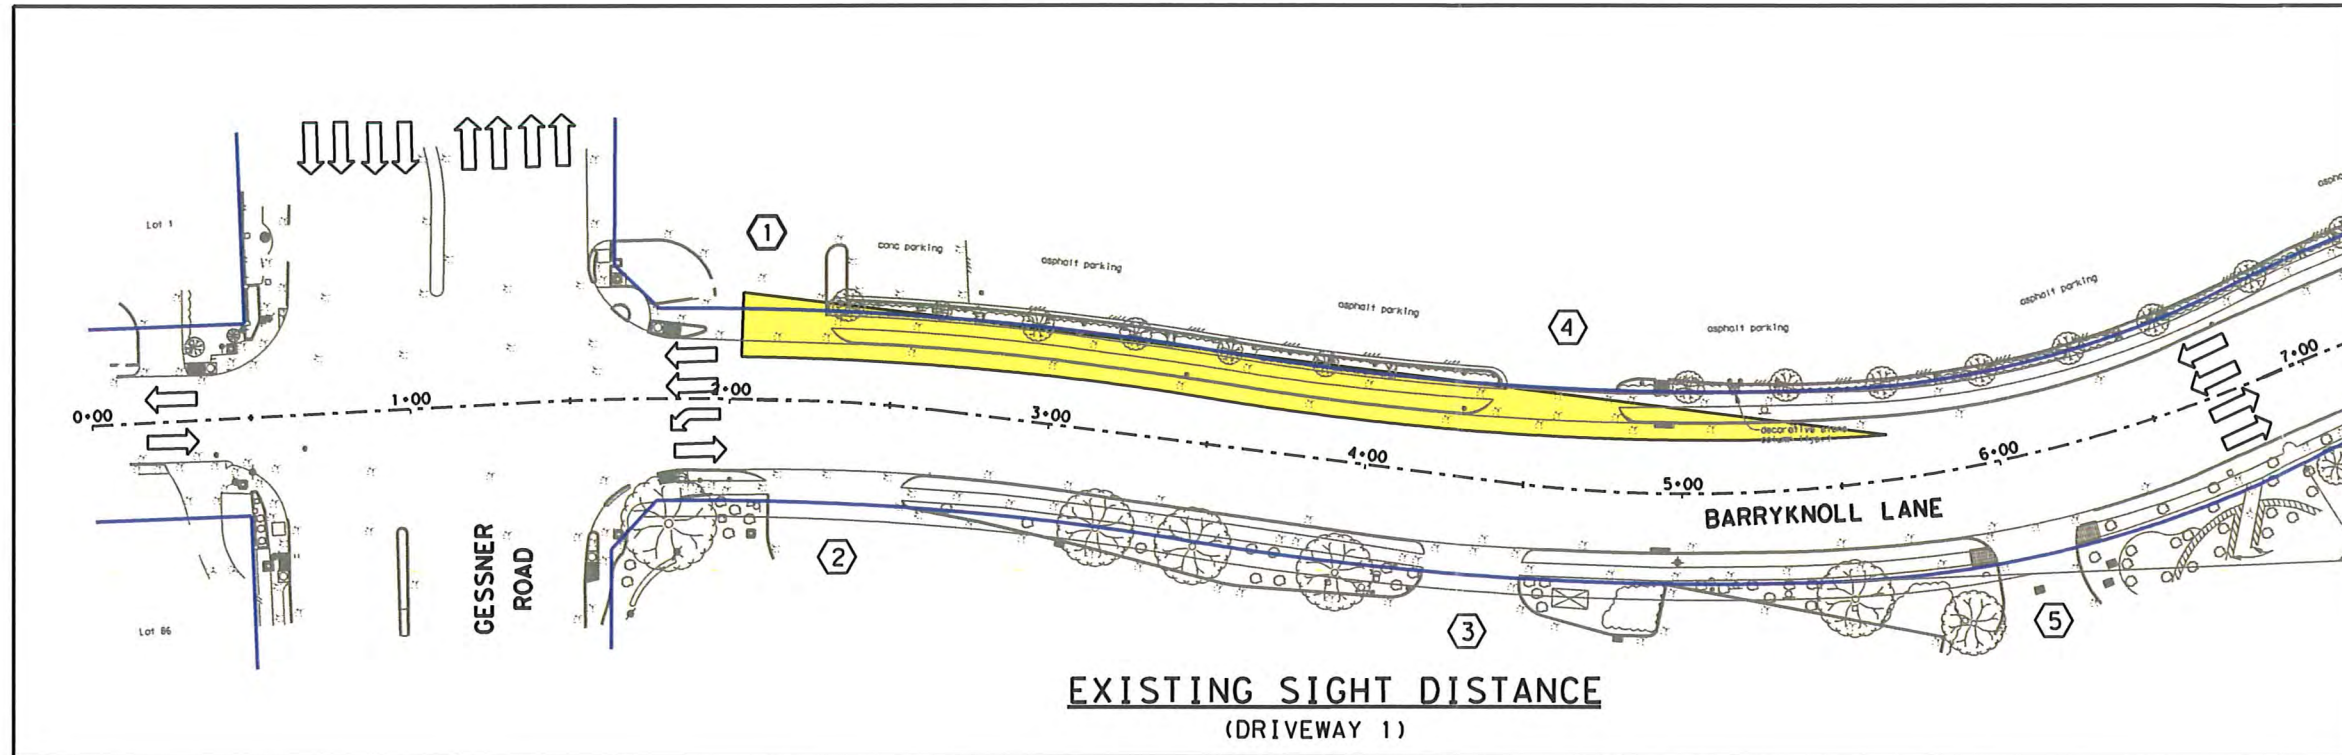 Lot 1
1
conc parking
asphalt parking
asphalt parking
4
asphalt parking
asphalt parking
0+00
1+00
2+00
3+00
4+00
5+00
6+00
7+00
BARRYKNOLL LANE
GESSNER
ROAD
2
3
5
Lot 86
EXISTING SIGHT DISTANCE
(DRIVEWAY 1)